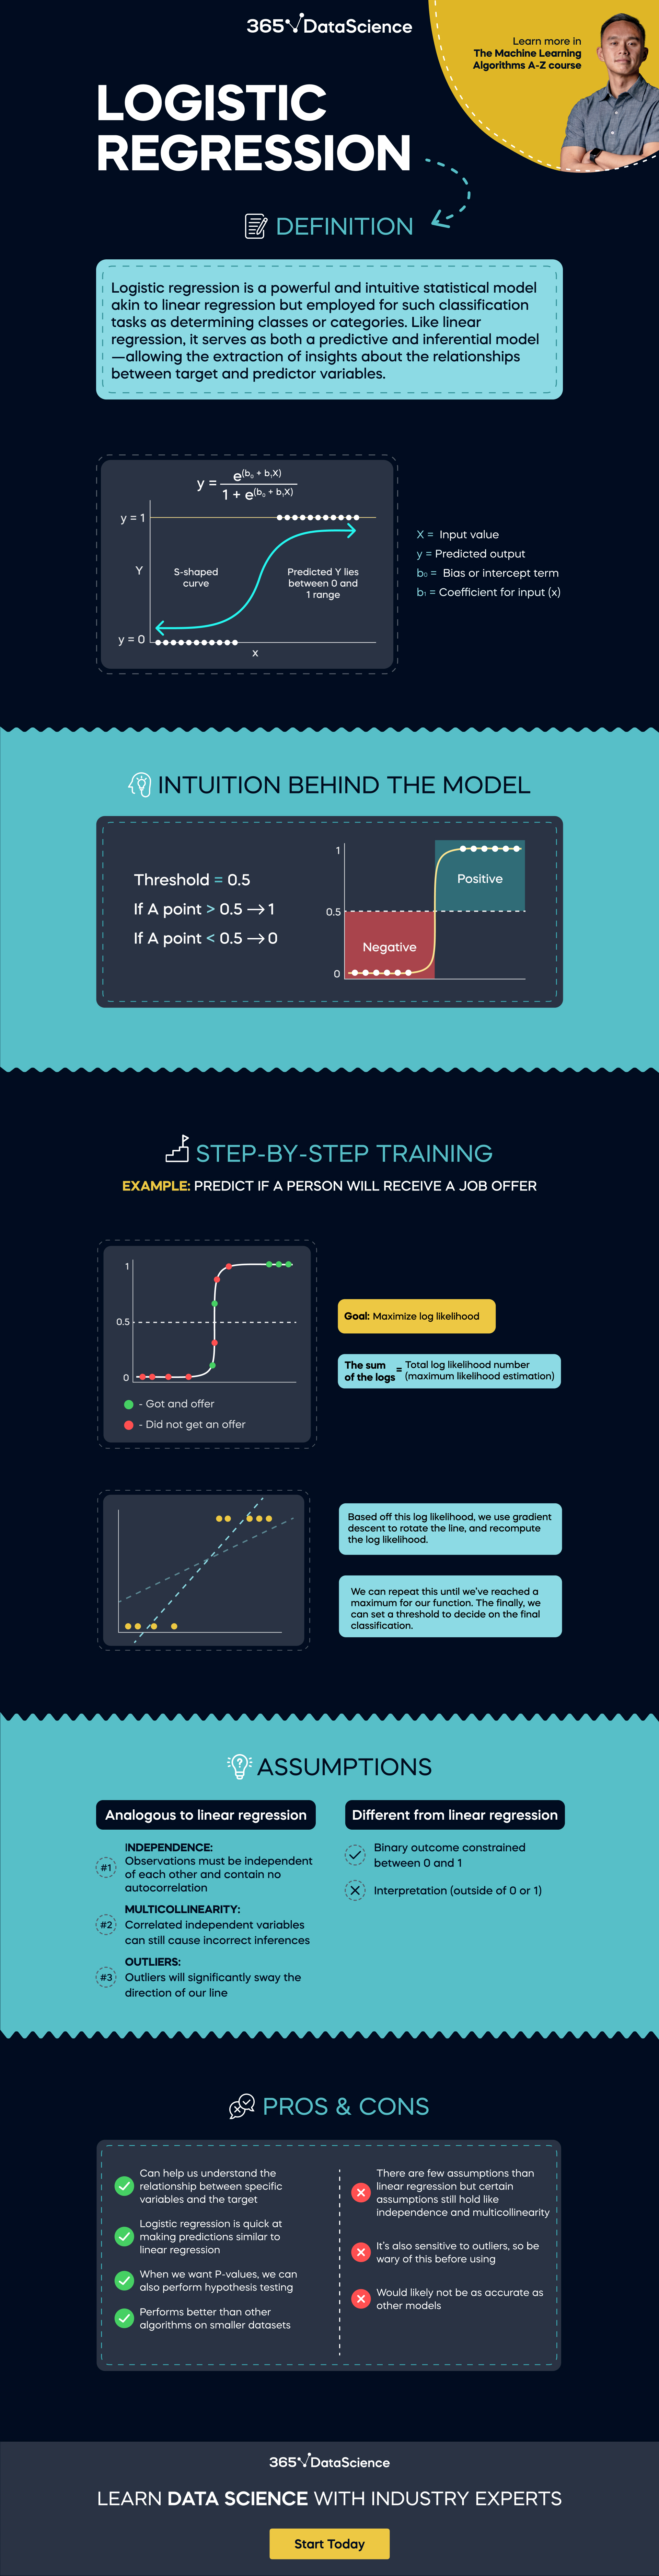 365 DataScience
Learn more in
The Machine Learning
Algorithms A-Z course
LOGISTIC
REGRESSION
DEFINITION
Logistic regression is a powerful and intuitive statistical model
akin to linear regression but employed for such classification
tasks as determining classes or categories. Like linear
regression, it serves as both a predictive and inferential model
—allowing the extraction of insights about the relationships
between target and predictor variables.
y = e^(b₀ + b₁X) / 1 + e^(b₀ + b₁X)
y = 1
Y
S-shaped
curve
Predicted Y lies
between 0 and
1 range
y = 0
x
X = Input value
y = Predicted output
b₀ = Bias or intercept term
b₁ = Coefficient for input (x)
INTUITION BEHIND THE MODEL
Threshold = 0.5
If A point > 0.5 → 1
If A point < 0.5 → 0
1
Positive
0.5
Negative
0
STEP-BY-STEP TRAINING
EXAMPLE: PREDICT IF A PERSON WILL RECEIVE A JOB OFFER
1
0.5
0
- Got and offer
- Did not get an offer
Goal: Maximize log likelihood
The sum
of the logs
=
Total log likelihood number
(maximum likelihood estimation)
Based off this log likelihood, we use gradient
descent to rotate the line, and recompute
the log likelihood.
We can repeat this until we've reached a
maximum for our function. The finally, we
can set a threshold to decide on the final
classification.
ASSUMPTIONS
Analogous to linear regression
#1
INDEPENDENCE:
Observations must be independent
of each other and contain no
autocorrelation
#2
MULTICOLLINEARITY:
Correlated independent variables
can still cause incorrect inferences
#3
OUTLIERS:
Outliers will significantly sway the
direction of our line
Different from linear regression
Binary outcome constrained
between 0 and 1
Interpretation (outside of 0 or 1)
PROS & CONS
Can help us understand the
relationship between specific
variables and the target
Logistic regression is quick at
making predictions similar to
linear regression
When we want P-values, we can
also perform hypothesis testing
Performs better than other
algorithms on smaller datasets
There are few assumptions than
linear regression but certain
assumptions still hold like
independence and multicollinearity
It's also sensitive to outliers, so be
wary of this before using
Would likely not be as accurate as
other models
365 DataScience
LEARN DATA SCIENCE WITH INDUSTRY EXPERTS
Start Today